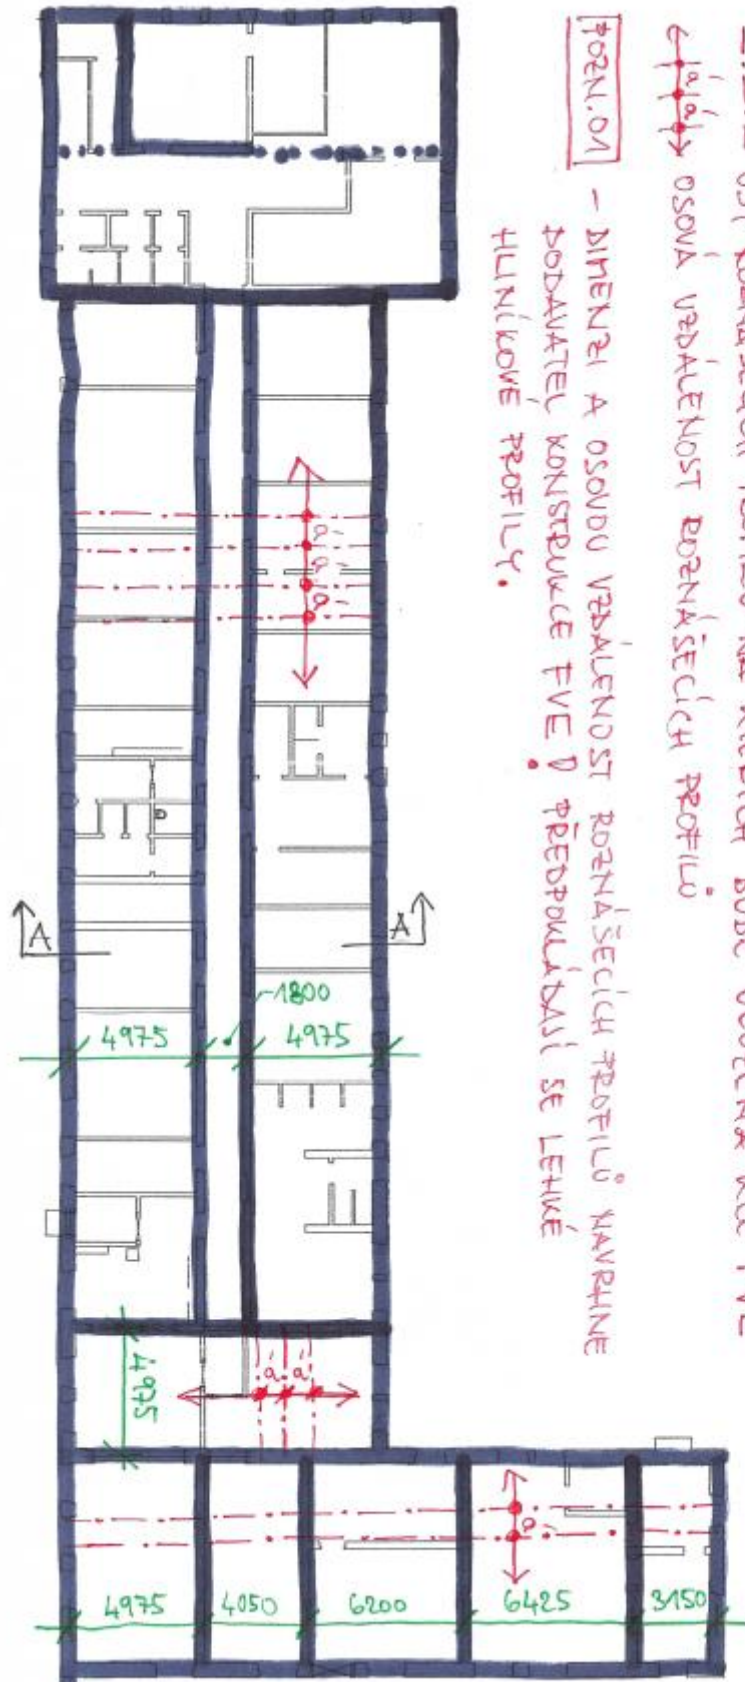 á á OSOVÁ VZDÁLENOST ROZNÁŠECÍCH PROFILŮ
POZN.01 - DIMENZI A OSOVOU VZDÁLENOST ROZNÁŠECÍCH PROFILŮ NAVRHNE
DODAVATEL KONSTRUKCE FVE! PŘEDPOKLÁDÁSÍ SE LEHKÉ
HLINÍKOVÉ PROFILY.
á
á
á
A A
1800
4975 4975
4975
á á
á
4975 4050 6200 6425 3150